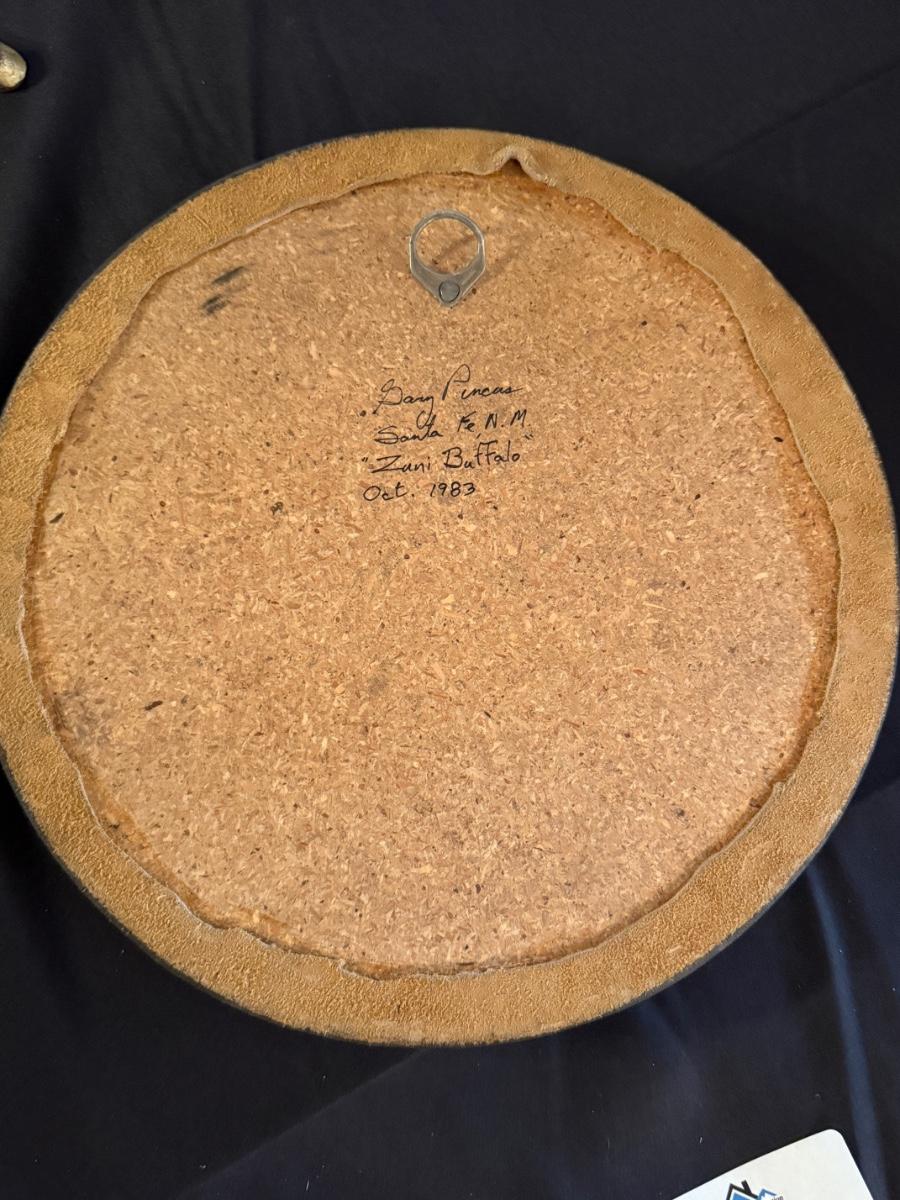 Gary Pincus
Santa Fe, N.M.
"Zuni Buffalo"
Oct. 1983